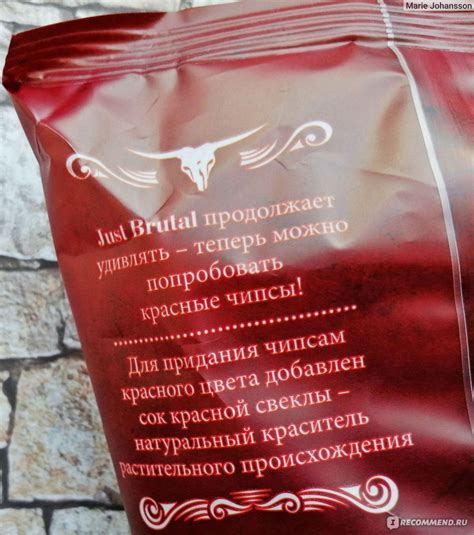 Marie Johansson
Just Brutal продолжает
удивлять – теперь можно
попробовать
красные чипсы!
Для придания чипсам
красного цвета добавлен
сок красной свеклы –
натуральный краситель
растительного происхождения
IRECOMMEND.RU